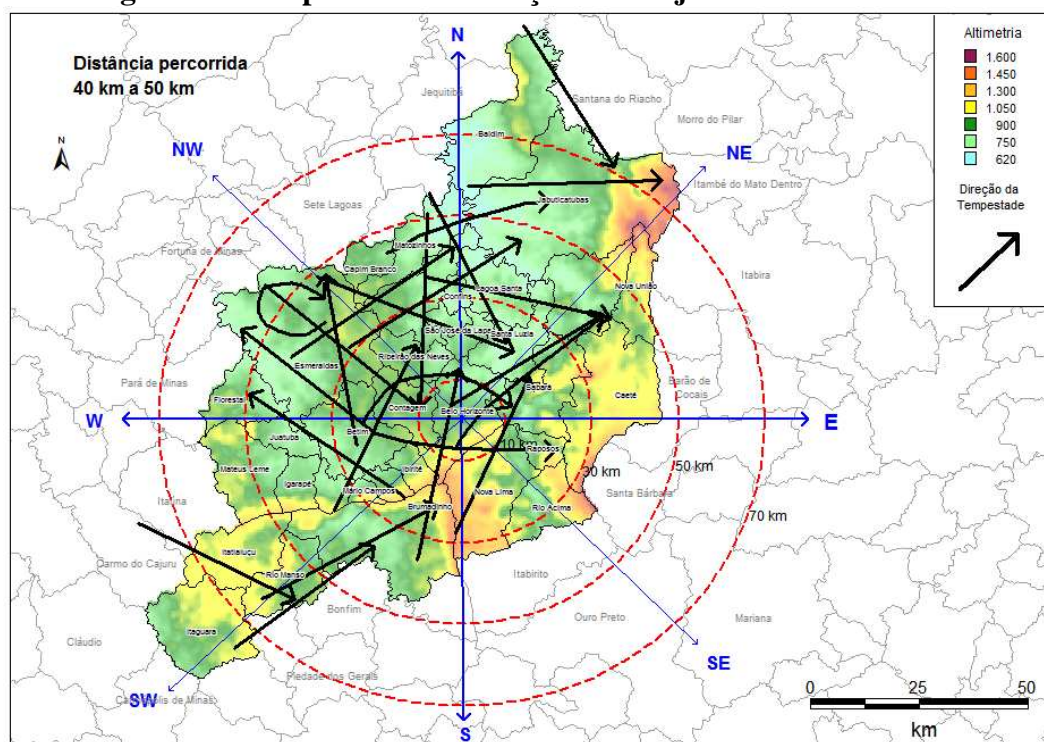 N
Distância percorrida
40 km a 50 km
Altimetria
1.600
1.450
1.300
1.050
900
750
620
Direção da
Tempestade
Jequitibá
Santana do Riacho
Morro do Pilar
Baldim
N
NW
NE
Itambé do Mato Dentro
Sete Lagoas
Jabuticatubas
Fortuna de Minas
Matozinhos
Capim Branco
Itabira
Nova União
Lagoa Santa
Confins
São José da Lapa
Santa Luzia
Ribeirão das Neves
Esmeraldas
Pará de Minas
Sabará
Barão de
Cocais
Caeté
Floresta
Contagem
Belo Horizonte
W
E
Betim
Juatuba
10 km
Raposos
Mateus Leme
Ibirité
30 km
50 km
Igarapé
Mário Campos
Nova Lima
Santa Bárbara
Itaúna
Brumadinho
Rio Acima
70 km
Itatiaiuçu
Carmo do Cajuru
Rio Manso
Itabirito
Bonfim
Ouro Preto
Mariana
Itaguara
Cláudio
SE
Piedade dos Gerais
SW
S
0
25
50
km